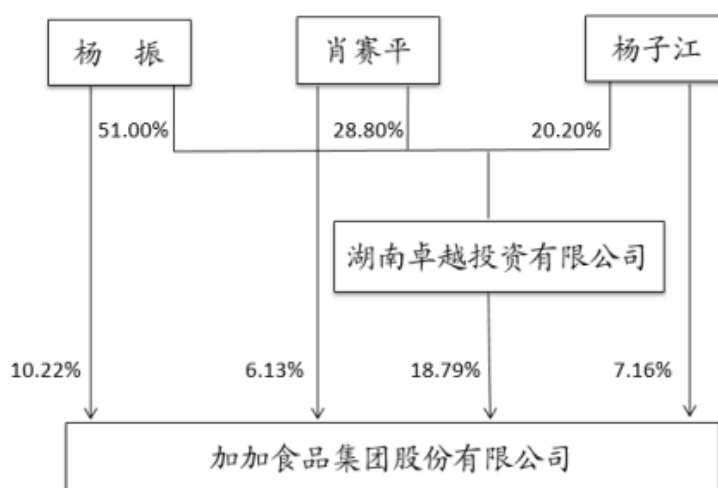 杨 振
肖赛平
杨子江
51.00%
28.80%
20.20%
湖南卓越投资有限公司
10.22%
6.13%
18.79%
7.16%
加加食品集团股份有限公司